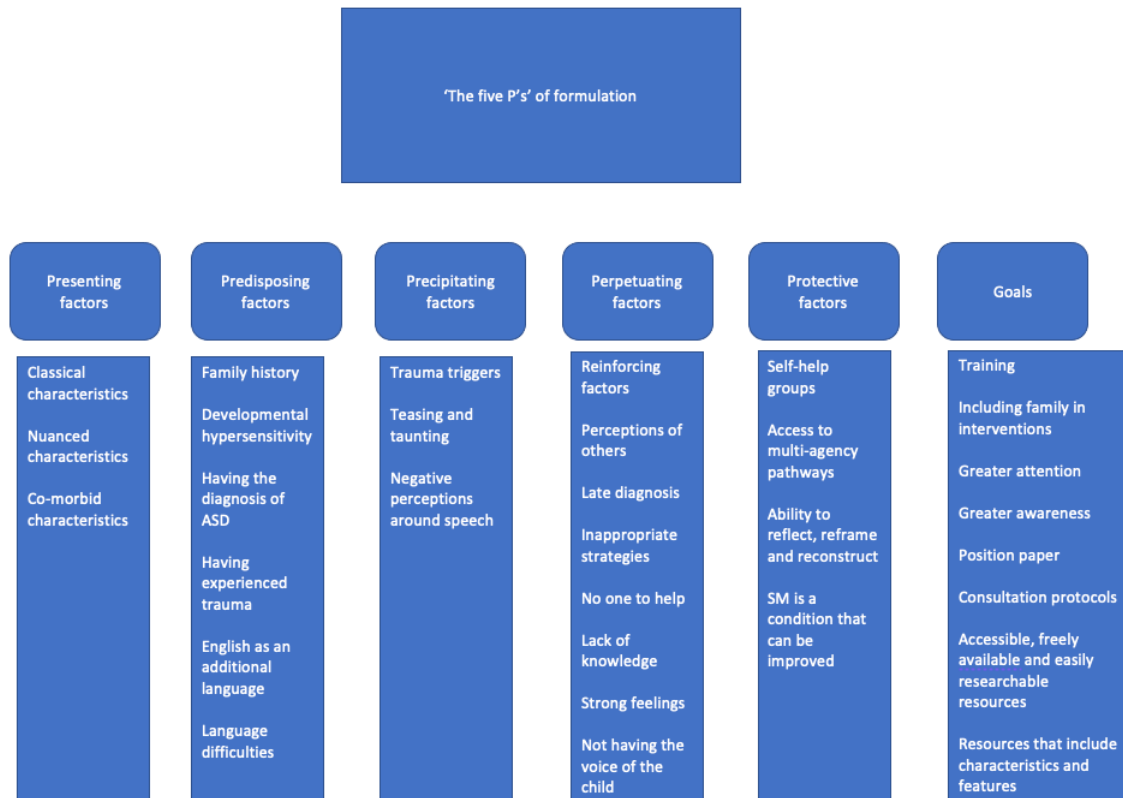 ‘The five P’s’ of formulation
Presenting
factors
Predisposing
factors
Precipitating
factors
Perpetuating
factors
Protective
factors
Goals
Classical
characteristics
Nuanced
characteristics
Co-morbid
characteristics
Family history
Developmental
hypersensitivity
Having the
diagnosis of
ASD
Having
experienced
trauma
English as an
additional
language
Language
difficulties
Trauma triggers
Teasing and
taunting
Negative
perceptions
around speech
Reinforcing
factors
Perceptions of
others
Late diagnosis
Inappropriate
strategies
No one to help
Lack of
knowledge
Strong feelings
Not having the
voice of the
child
Self-help
groups
Access to
multi-agency
pathways
Ability to
reflect, reframe
and reconstruct
SM is a
condition that
can be
improved
Training
Including family in
interventions
Greater attention
Greater awareness
Position paper
Consultation protocols
Accessible, freely
available and easily
researchable
resources
Resources that include
characteristics and
features